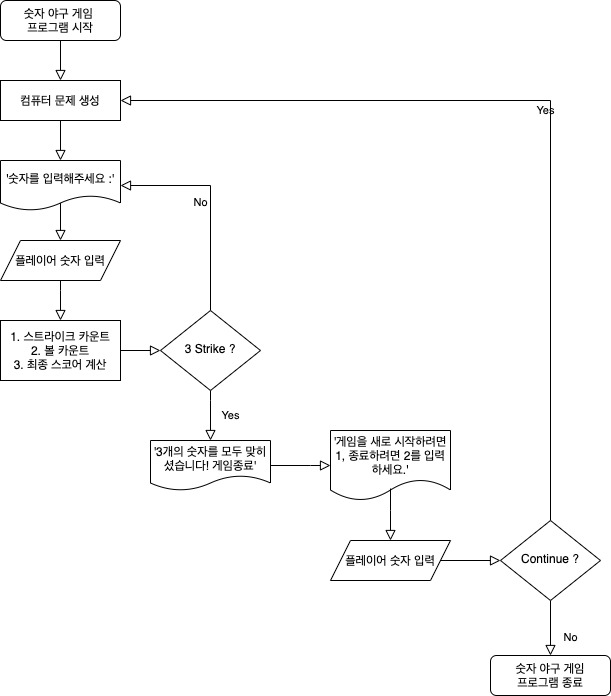 숫자 야구 게임
프로그램 시작
컴퓨터 문제 생성
Yes
'숫자를 입력해주세요 :'
No
플레이어 숫자 입력
1. 스트라이크 카운트
2. 볼 카운트
3. 최종 스코어 계산
3 Strike ?
Yes
'3개의 숫자를 모두 맞히
셨습니다! 게임종료'
'게임을 새로 시작하려면
1, 종료하려면 2를 입력
하세요.'
플레이어 숫자 입력
Continue ?
No
숫자 야구 게임
프로그램 종료